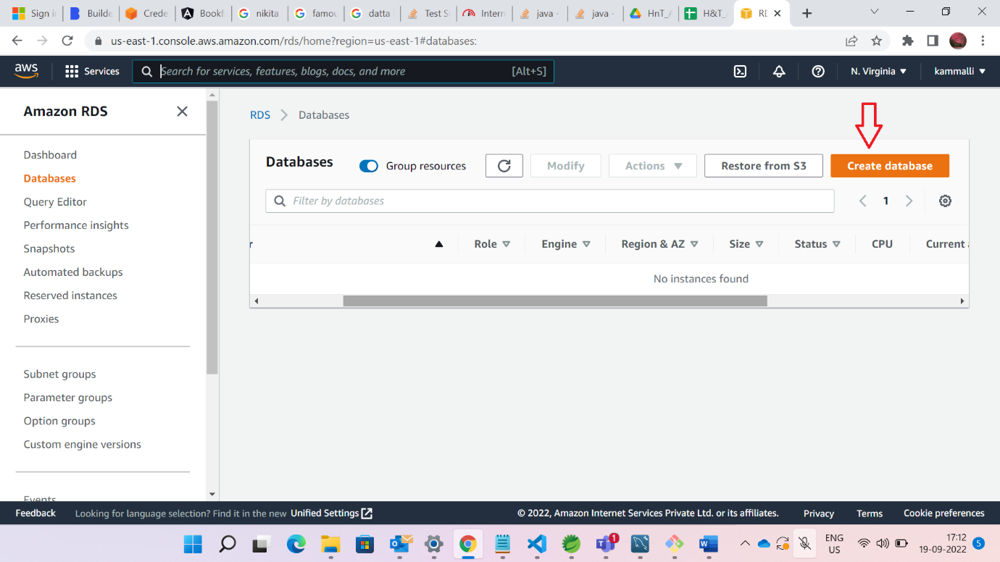 Sign in
Builde
Crede
Bookf
nikita
famou
datta
Test Su
Intern
java -
java -
HnT_A
H&T_
us-east-1.console.aws.amazon.com/rds/home?region=us-east-1#databases:
aws
Services
Search for services, features, blogs, docs, and more
[Alt+S]
N. Virginia
kammalli
Amazon RDS
Dashboard
Databases
Query Editor
Performance insights
Snapshots
Automated backups
Reserved instances
Proxies
Subnet groups
Parameter groups
Option groups
Custom engine versions
Events
RDS
Databases
Databases
Group resources
Modify
Actions
Restore from S3
Create database
Filter by databases
1
r
Role
Engine
Region & AZ
Size
Status
CPU
Current a
No instances found
Feedback
Looking for language selection? Find it in the new Unified Settings
© 2022, Amazon Internet Services Private Ltd. or its affiliates.
Privacy
Terms
Cookie preferences
1
ENG
US
17:12
19-09-2022
5